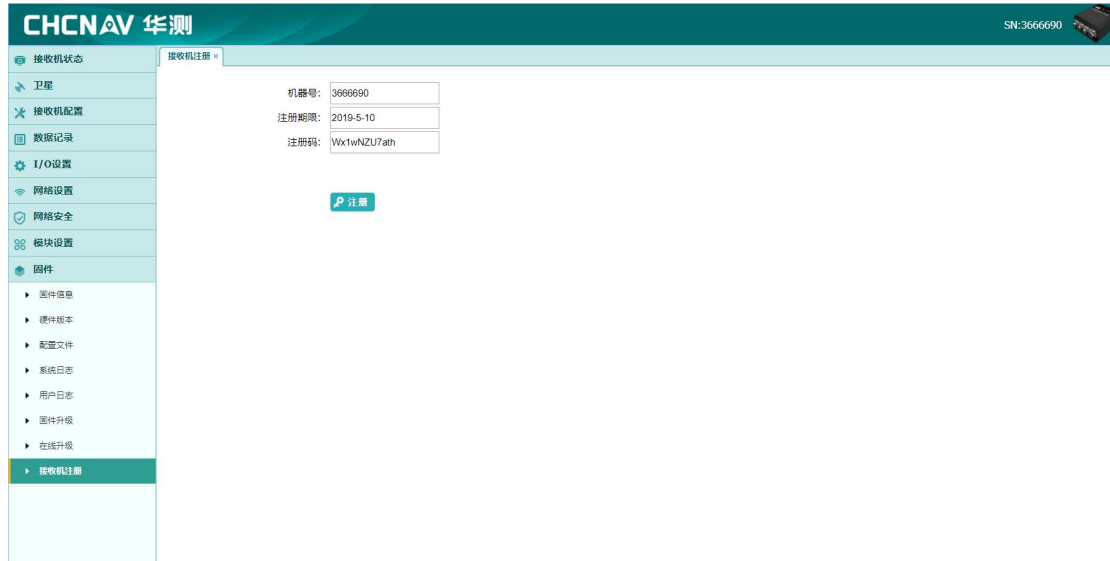 CHCNAV 华测
SN:3666690
接收机状态
卫星
接收机配置
数据记录
I/O设置
网络设置
网络安全
模块设置
固件
固件信息
硬件版本
配置文件
系统日志
用户日志
固件升级
在线升级
接收机注册
接收机注册 ×
机器号: 3666690
注册期限: 2019-5-10
注册码: Wx1wNZU7ath
注册